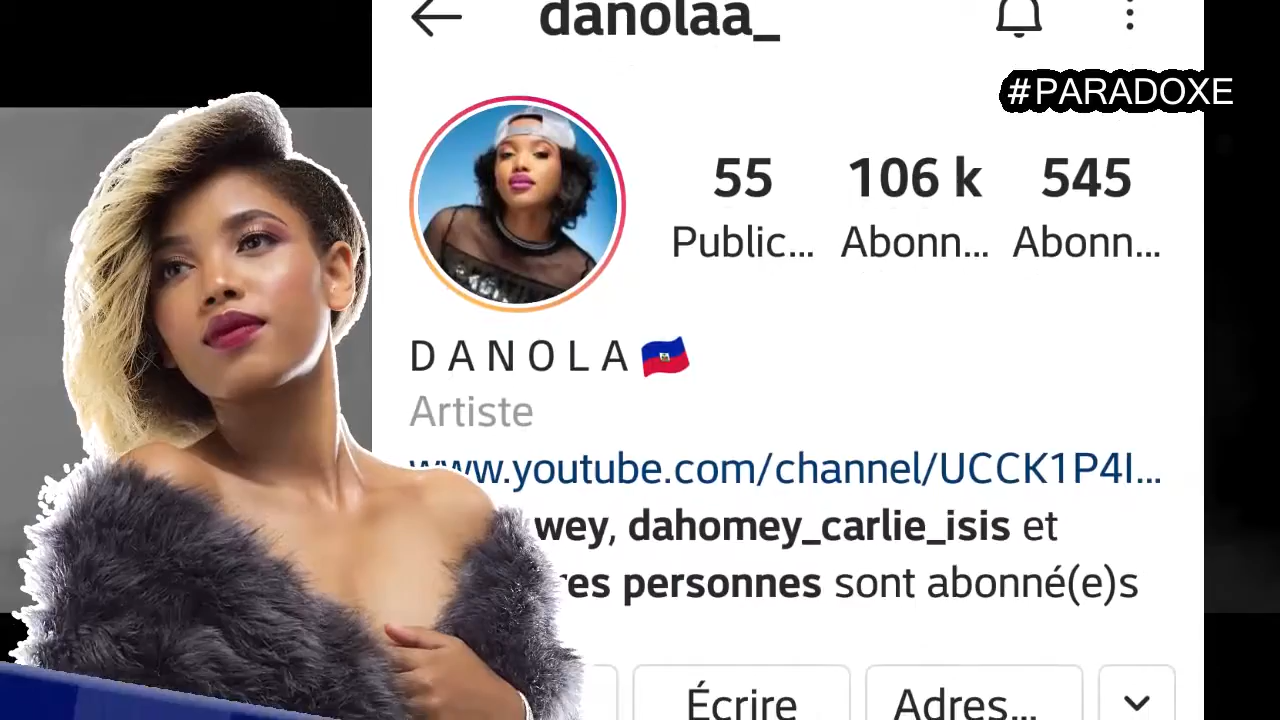 danolaa_
#PARADOXE
55 106 k 545
Public... Abonn... Abonn...
D A N O L A
Artiste
www.youtube.com/channel/UCCK1P4I...
wey, dahomey_carlie_isis et
res personnes sont abonné(e)s
Écrire Adres...